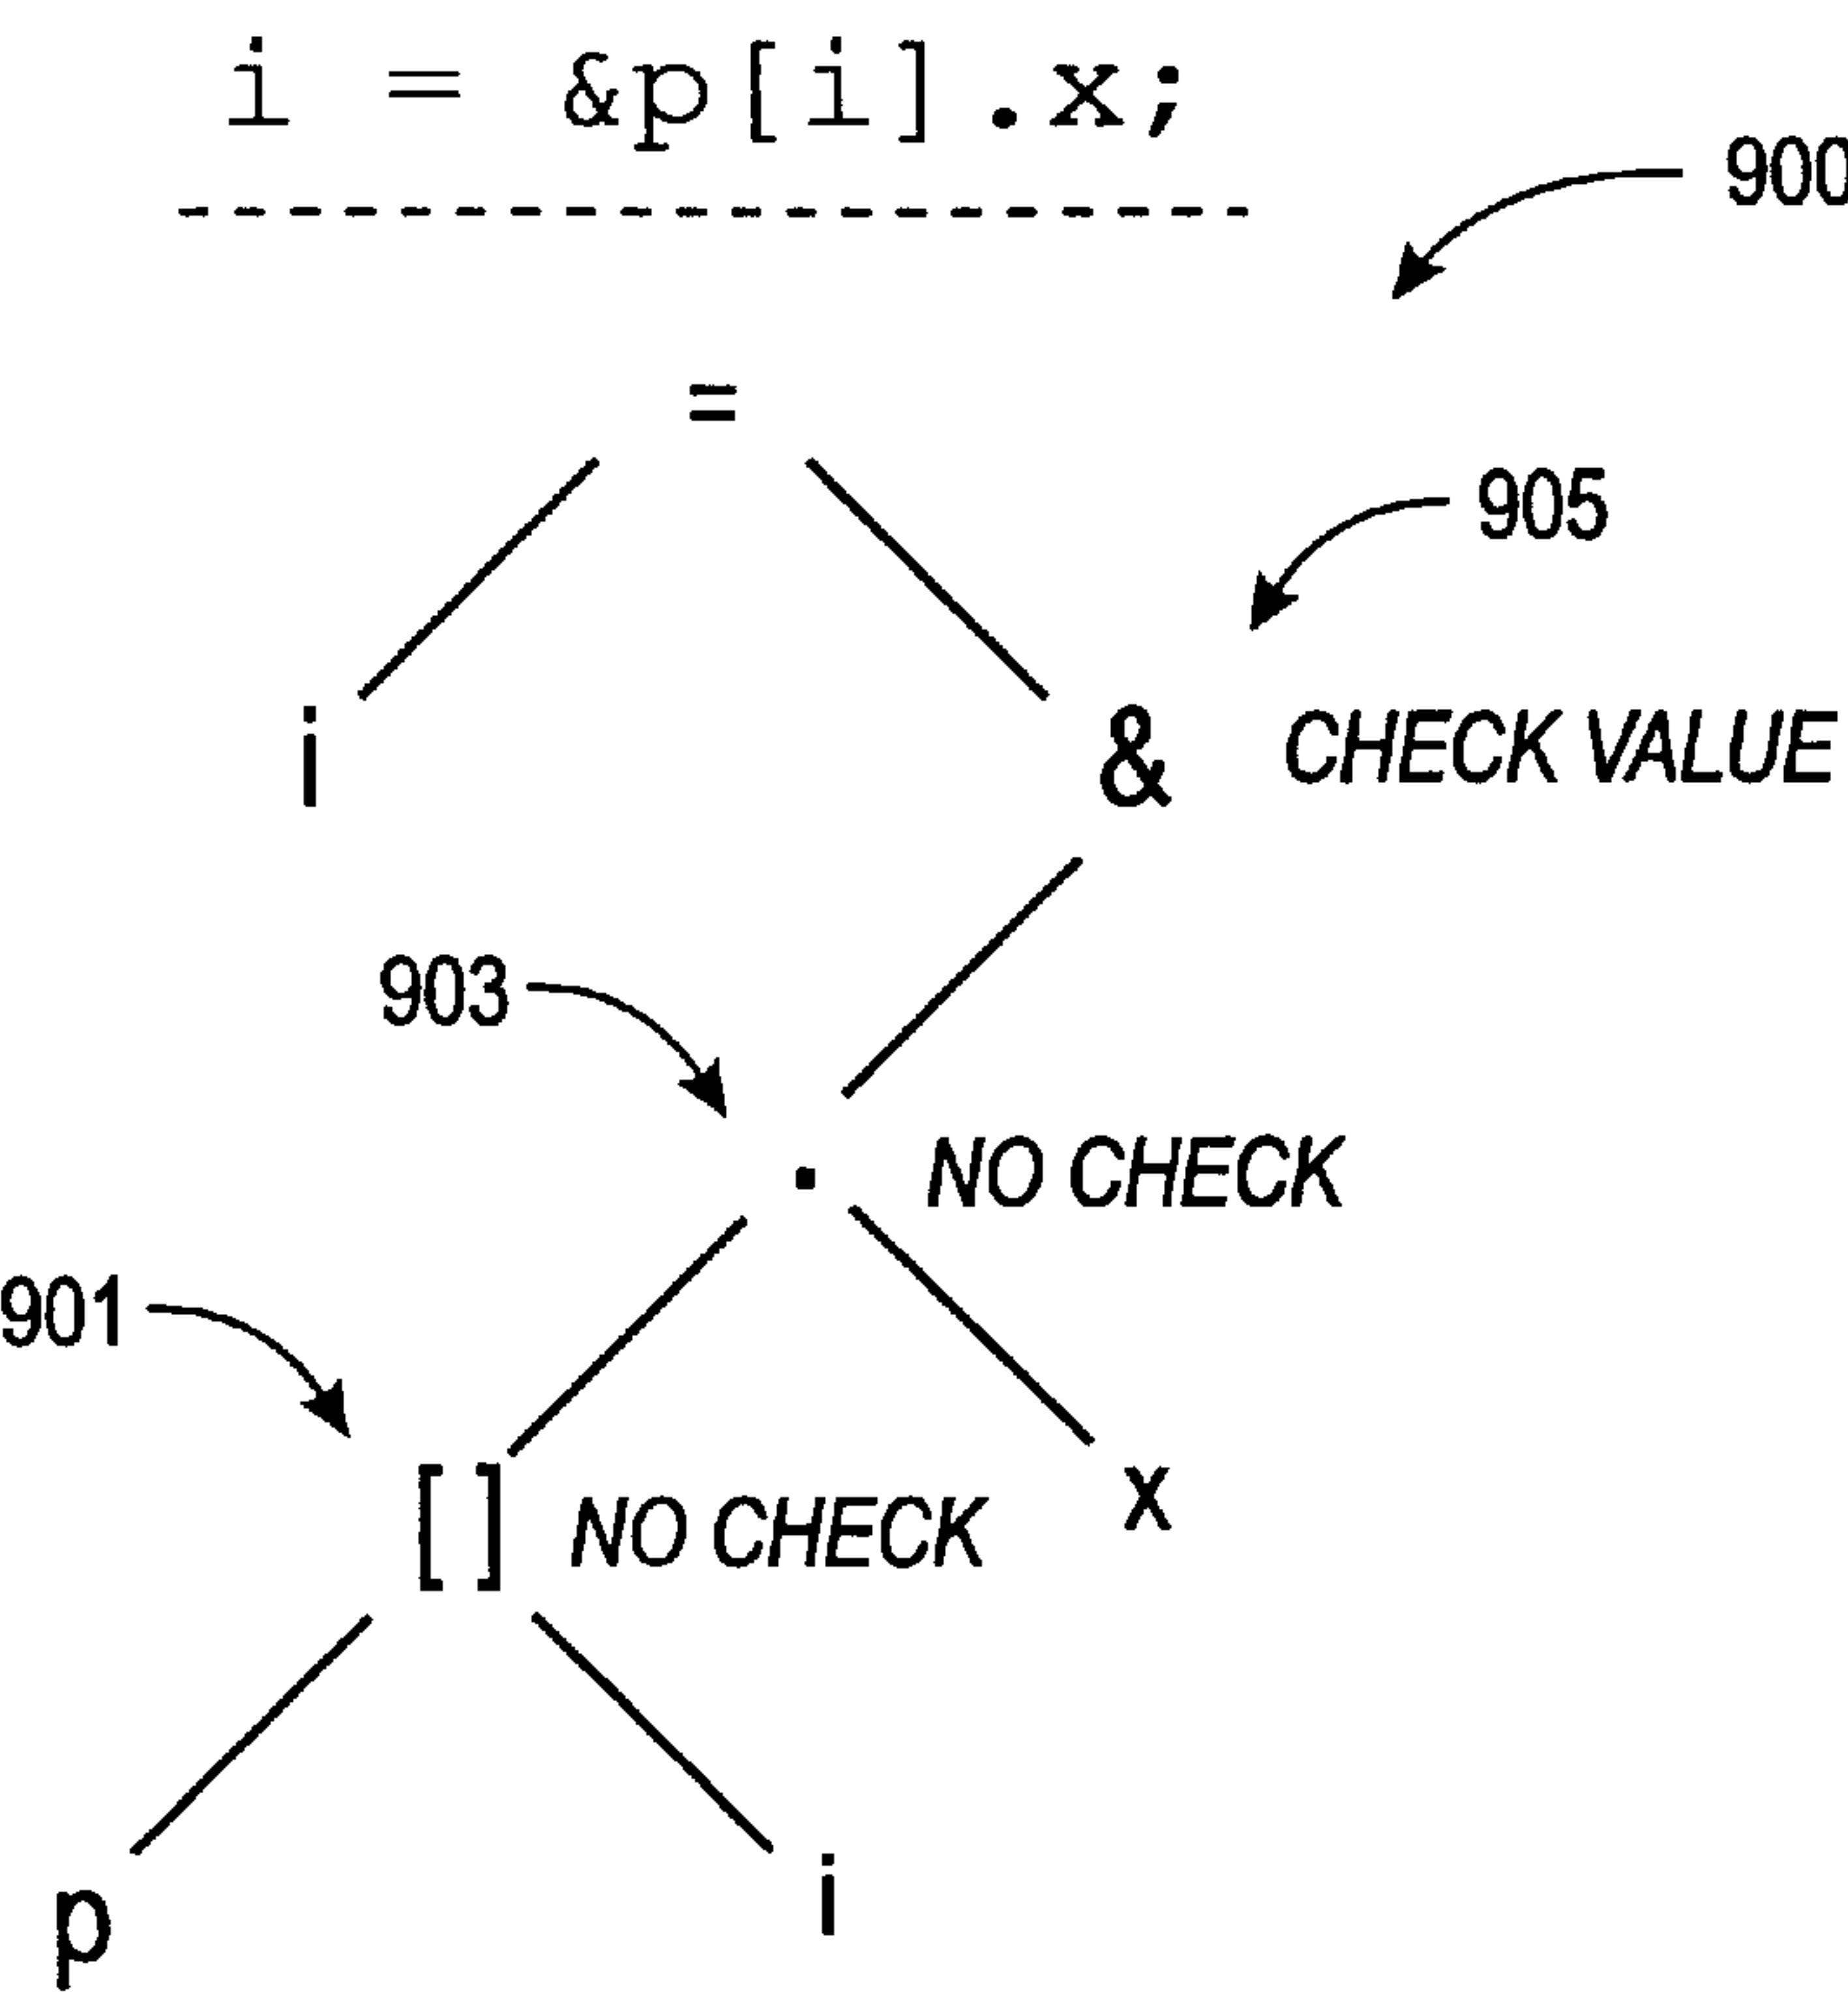 i = &p[i].x;
900
=
905
i
& CHECK VALUE
903
. NO CHECK
901
[] NO CHECK
x
p
i